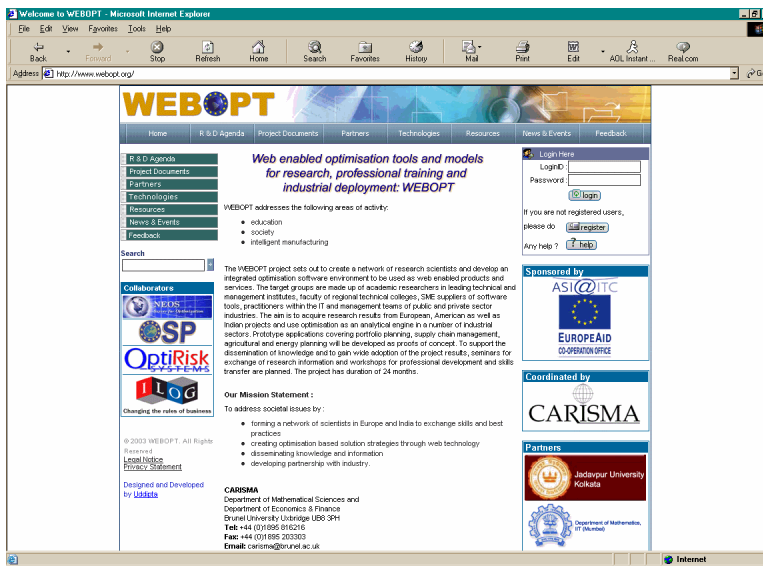 Welcome to WEBOPT - Microsoft Internet Explorer
File Edit View Favorites Tools Help
Back Forward Stop Refresh Home Search Favorites History Mail Print Edit AOL Instant ... Real.com
Address http://www.webopt.org/
WEBOPT
Home R & D Agenda Project Documents Partners Technologies Resources News & Events Feedback
R & D Agenda
Project Documents
Partners
Technologies
Resources
News & Events
Feedback
Search
Collaborators
NEOS
OSP
OptiRisk
SYSTEMS
ILOG
Changing the rules of business
© 2003 WEBOPT. All Rights
Reserved
Legal Notice
Privacy Statement
Designed and Developed
by Uddipta
Web enabled optimisation tools and models
for research, professional training and
industrial deployment: WEBOPT
WEBOPT addresses the following areas of activity:
education
society
intelligent manufacturing
The WEBOPT project sets out to create a network of research scientists and develop an
integrated optimisation software environment to be used as web enabled products and
services. The target groups are made up of academic researchers in leading technical and
management institutes, faculty of regional technical colleges, SME suppliers of software
tools, practitioners within the IT and management teams of public and private sector
industries. The aim is to acquire research results from European, American as well as
Indian projects and use optimisation as an analytical engine in a number of industrial
sectors. Prototype applications covering portfolio planning, supply chain management,
agricultural and energy planning will be developed as proofs of concept. To support the
dissemination of knowledge and to gain wide adoption of the project results, seminars for
exchange of research information and workshops for professional development and skills
transfer are planned. The project has duration of 24 months.
Our Mission Statement :
To address societal issues by :
forming a network of scientists in Europe and India to exchange skills and best
practices
creating optimisation based solution strategies through web technology
disseminating knowledge and information
developing partnership with industry.
CARISMA
Department of Mathematical Sciences and
Department of Economics & Finance
Brunel University Uxbridge UB8 3PH
Tel: +44 (0)1895 816216
Fax: +44 (0)1895 203303
Email: carisma@brunel.ac.uk
Login Here
LoginID :
Password :
login
If you are not registered users,
please do register
Any help ? help
Sponsored by
ASI@ITC
EUROPEAID
CO-OPERATION OFFICE
Coordinated by
CARISMA
Partners
Jadavpur University
Kolkata
Department of Mathematics,
IIT (Mumbai)
Internet